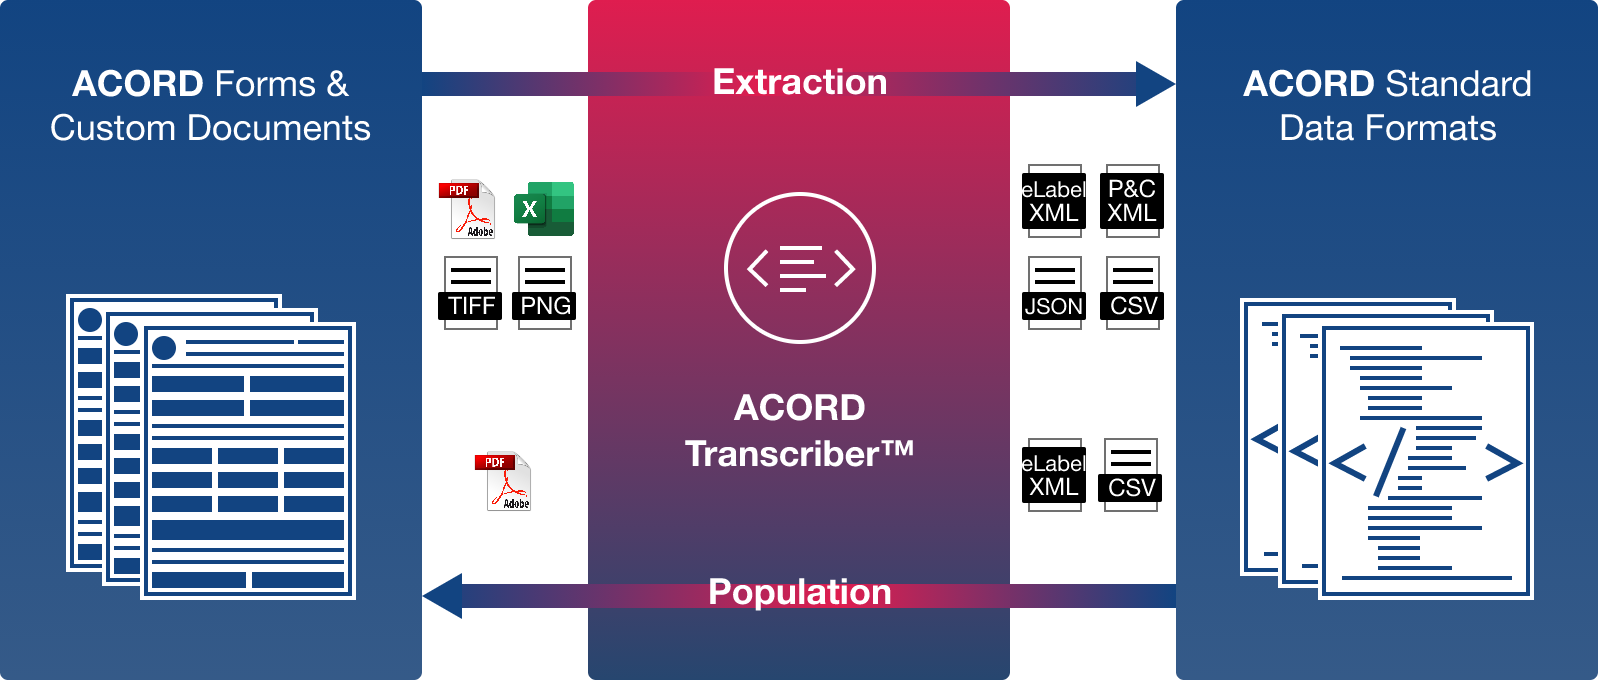 ACORD Forms &
Custom Documents
Extraction
ACORD Standard
Data Formats
PDF
Adobe
X
TIFF
PNG
eLabel
XML
P&C
XML
JSON
CSV
ACORD
Transcriber™
PDF
Adobe
eLabel
XML
CSV
Population